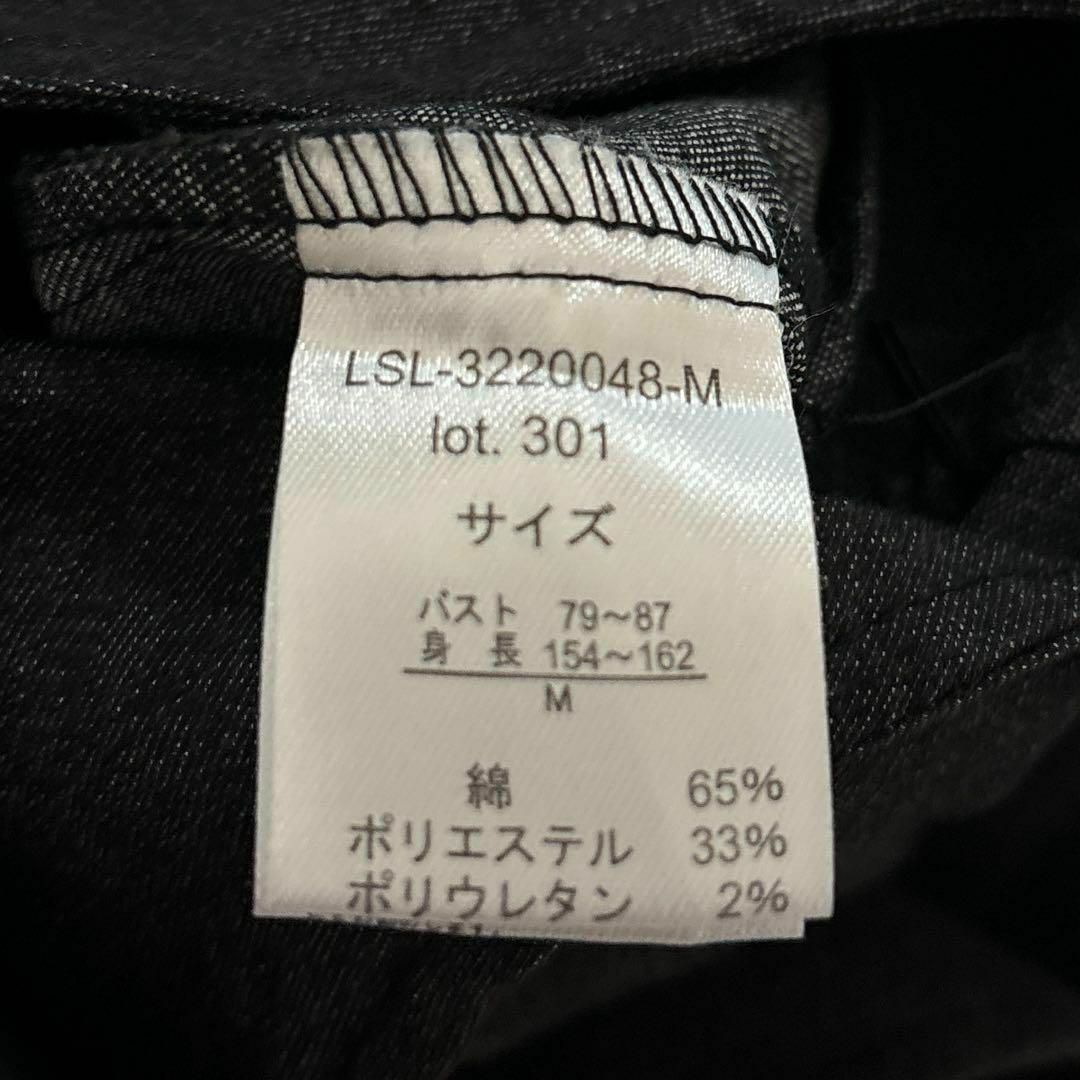 LSL-3220048-M
lot. 301
サイズ
バスト 79～87
身 長 154～162
M
綿 65%
ポリエステル 33%
ポリウレタン 2%